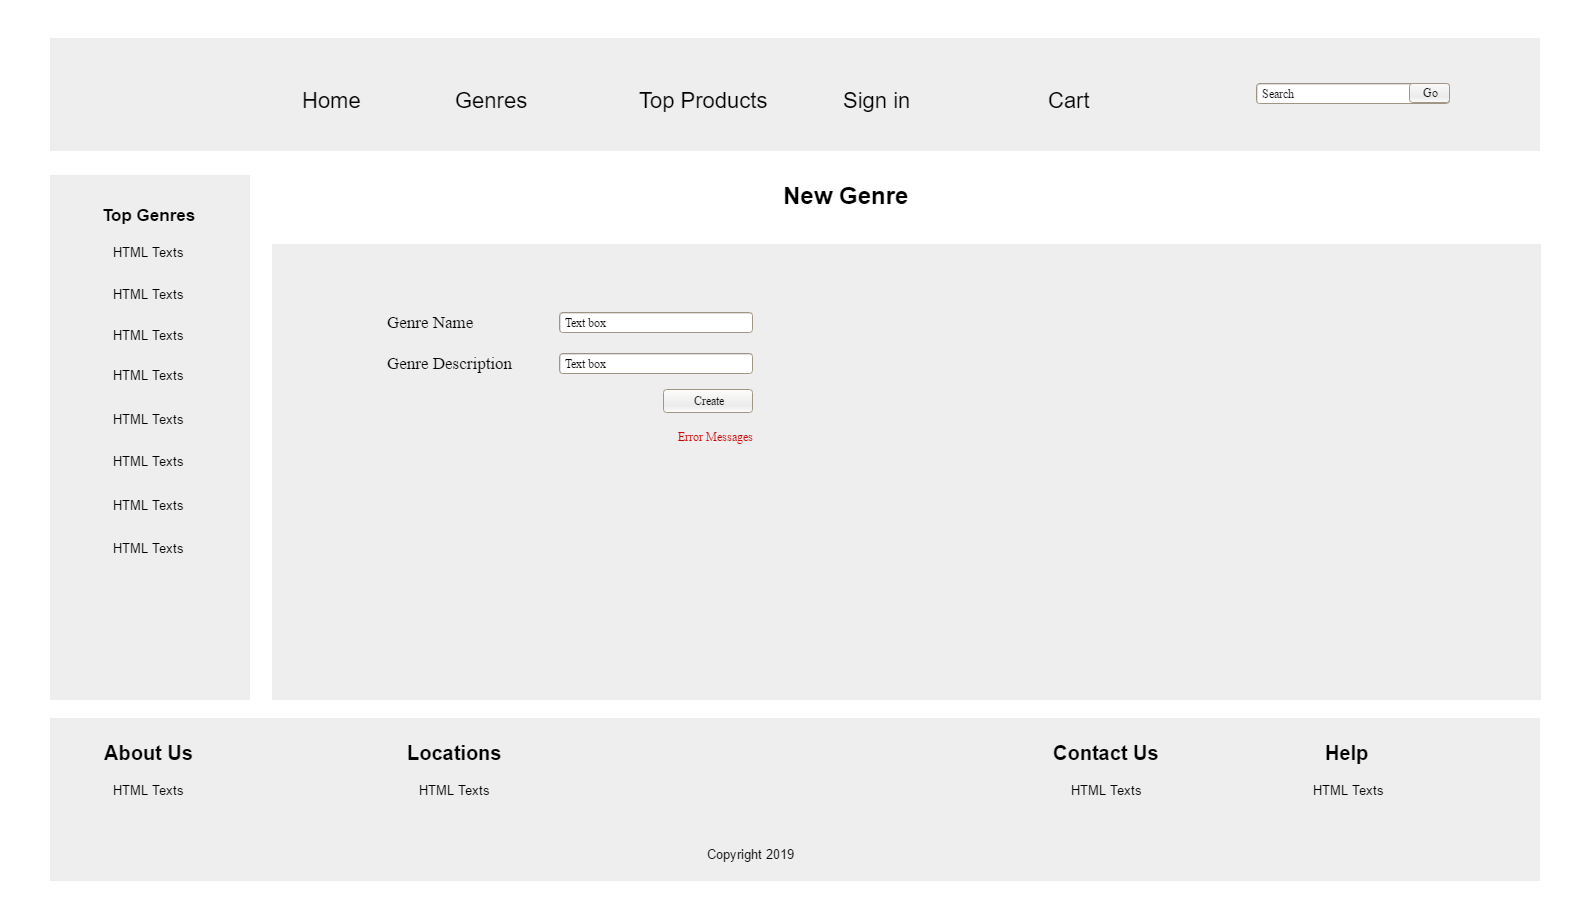 Home Genres Top Products Sign in Cart Search Go
New Genre
Top Genres
HTML Texts
HTML Texts
HTML Texts
HTML Texts
HTML Texts
HTML Texts
HTML Texts
HTML Texts
Genre Name Text box
Genre Description Text box
Create
Error Messages
About Us Locations Contact Us Help
HTML Texts HTML Texts HTML Texts HTML Texts
Copyright 2019